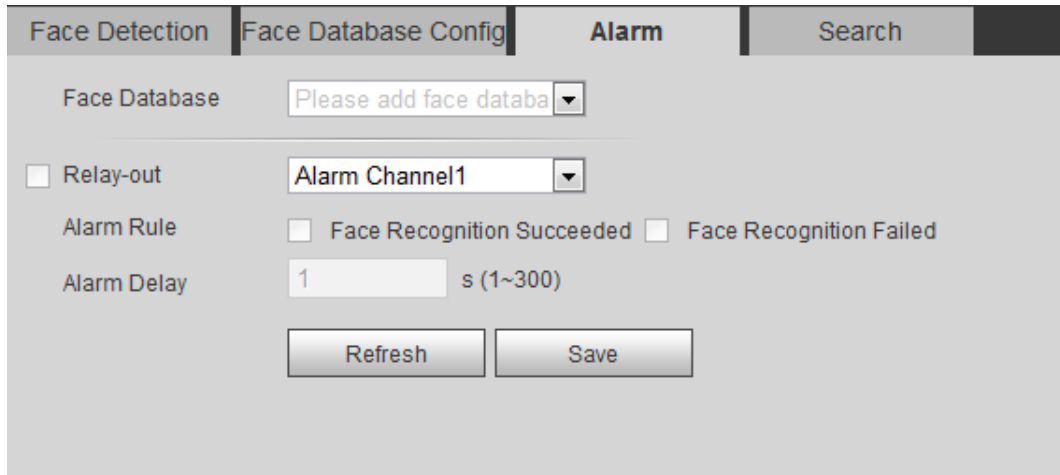 Face Detection Face Database Config Alarm Search
Face Database Please add face databa
Relay-out Alarm Channel1
Alarm Rule Face Recognition Succeeded Face Recognition Failed
Alarm Delay 1 s (1~300)
Refresh Save